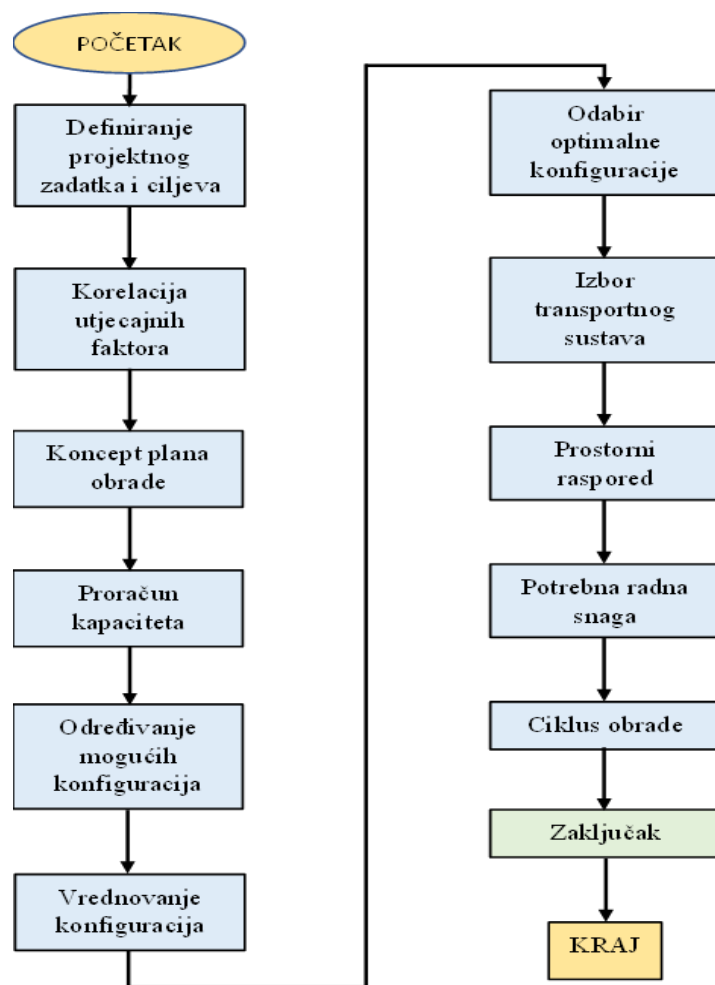 POČETAK
Definiranje
projektnog
zadatka i ciljeva
Korelacija
utjecajnih
faktora
Koncept plana
obrade
Proračun
kapaciteta
Određivanje
mogućih
konfiguracija
Vrednovanje
konfiguracija
Odabir
optimalne
konfiguracije
Izbor
transportnog
sustava
Prostorni
raspored
Potrebna radna
snaga
Ciklus obrade
Zaključak
KRAJ